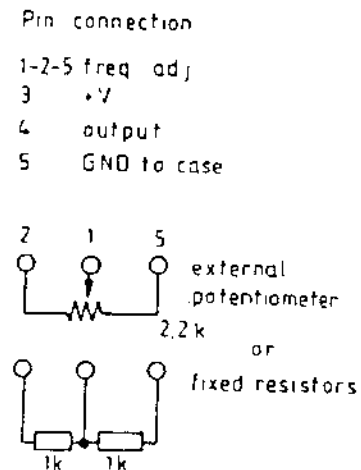 Pin connection
1-2-5 freq adj
3 +V
4 output
5 GND to case
2 1 5
external
potentiometer
2,2k
or
fixed resistors
1k 1k